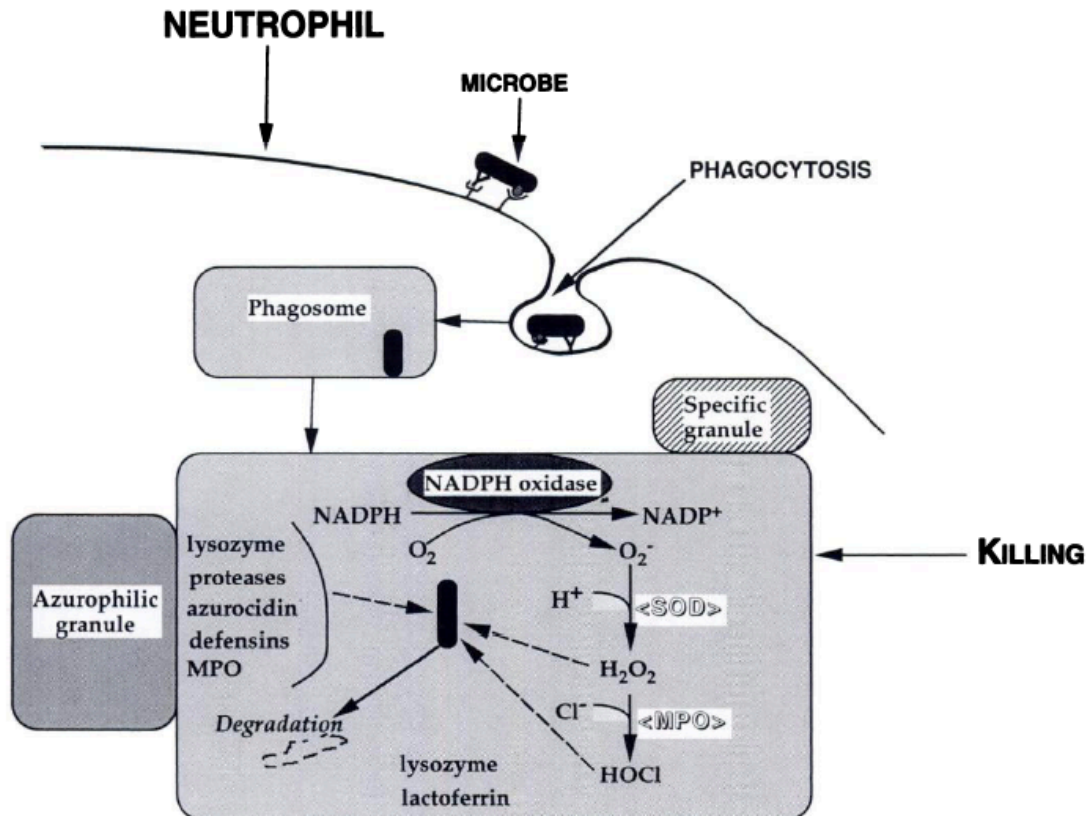 NEUTROPHIL
MICROBE
PHAGOCYTOSIS
Phagosome
Specific
granule
NADPH oxidase
NADPH
NADP⁺
O₂
O₂⁻
KILLING
lysozyme
proteases
azurocidin
defensins
MPO
Azurophilic
granule
H⁺
<SOD>
H₂O₂
Cl⁻
<MPO>
HOCl
Degradation
lysozyme
lactoferrin